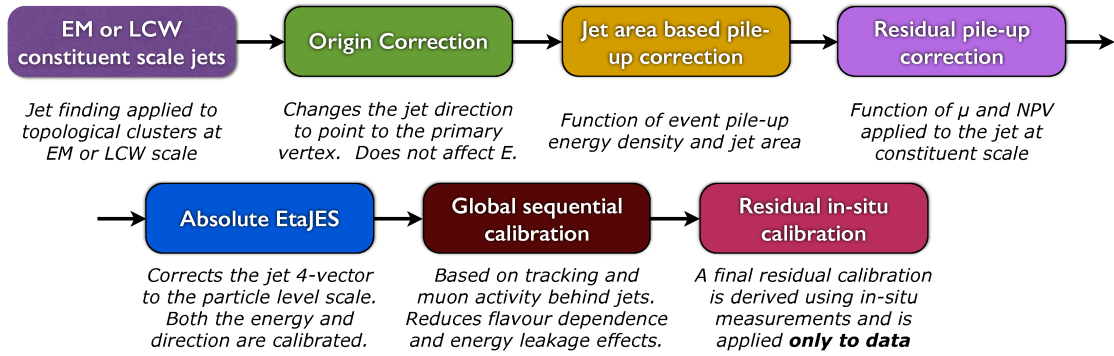 EM or LCW
constituent scale jets
Origin Correction
Jet area based pile-
up correction
Residual pile-up
correction
Jet finding applied to
topological clusters at
EM or LCW scale
Changes the jet direction
to point to the primary
vertex. Does not affect E.
Function of event pile-up
energy density and jet area
Function of µ and NPV
applied to the jet at
constituent scale
Absolute EtaJES
Global sequential
calibration
Residual in-situ
calibration
Corrects the jet 4-vector
to the particle level scale.
Both the energy and
direction are calibrated.
Based on tracking and
muon activity behind jets.
Reduces flavour dependence
and energy leakage effects.
A final residual calibration
is derived using in-situ
measurements and is
applied only to data